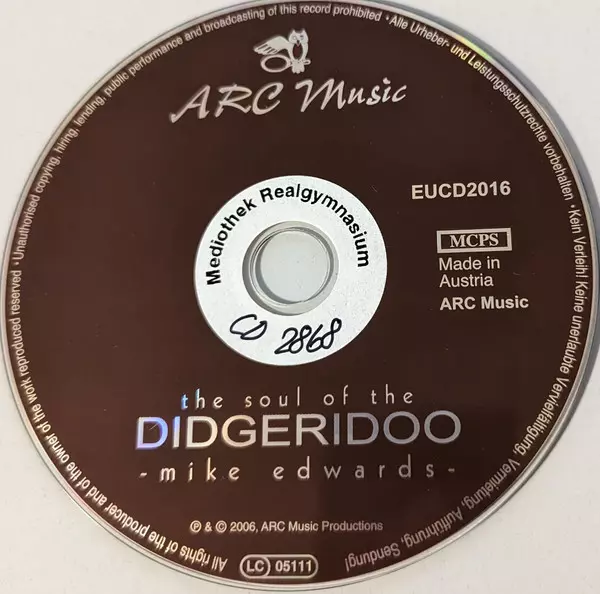 ARC Music
Mediothek Realgymnasium
CD 2868
EUCD2016
MCPS
Made in
Austria
ARC Music
the soul of the
DIDGERIDOO
-mike edwards-
℗ & © 2006, ARC Music Productions
LC 05111
All rights of the producer and of the owner of the work reproduced reserved • Unauthorised copying, hiring, lending, public performance and broadcasting of this record prohibited • Alle Urheber- und Leistungsschutzrechte vorbehalten • Kein Verleih! Keine unerlaubte Vervielfältigung, Vermietung, Aufführung, Sendung!